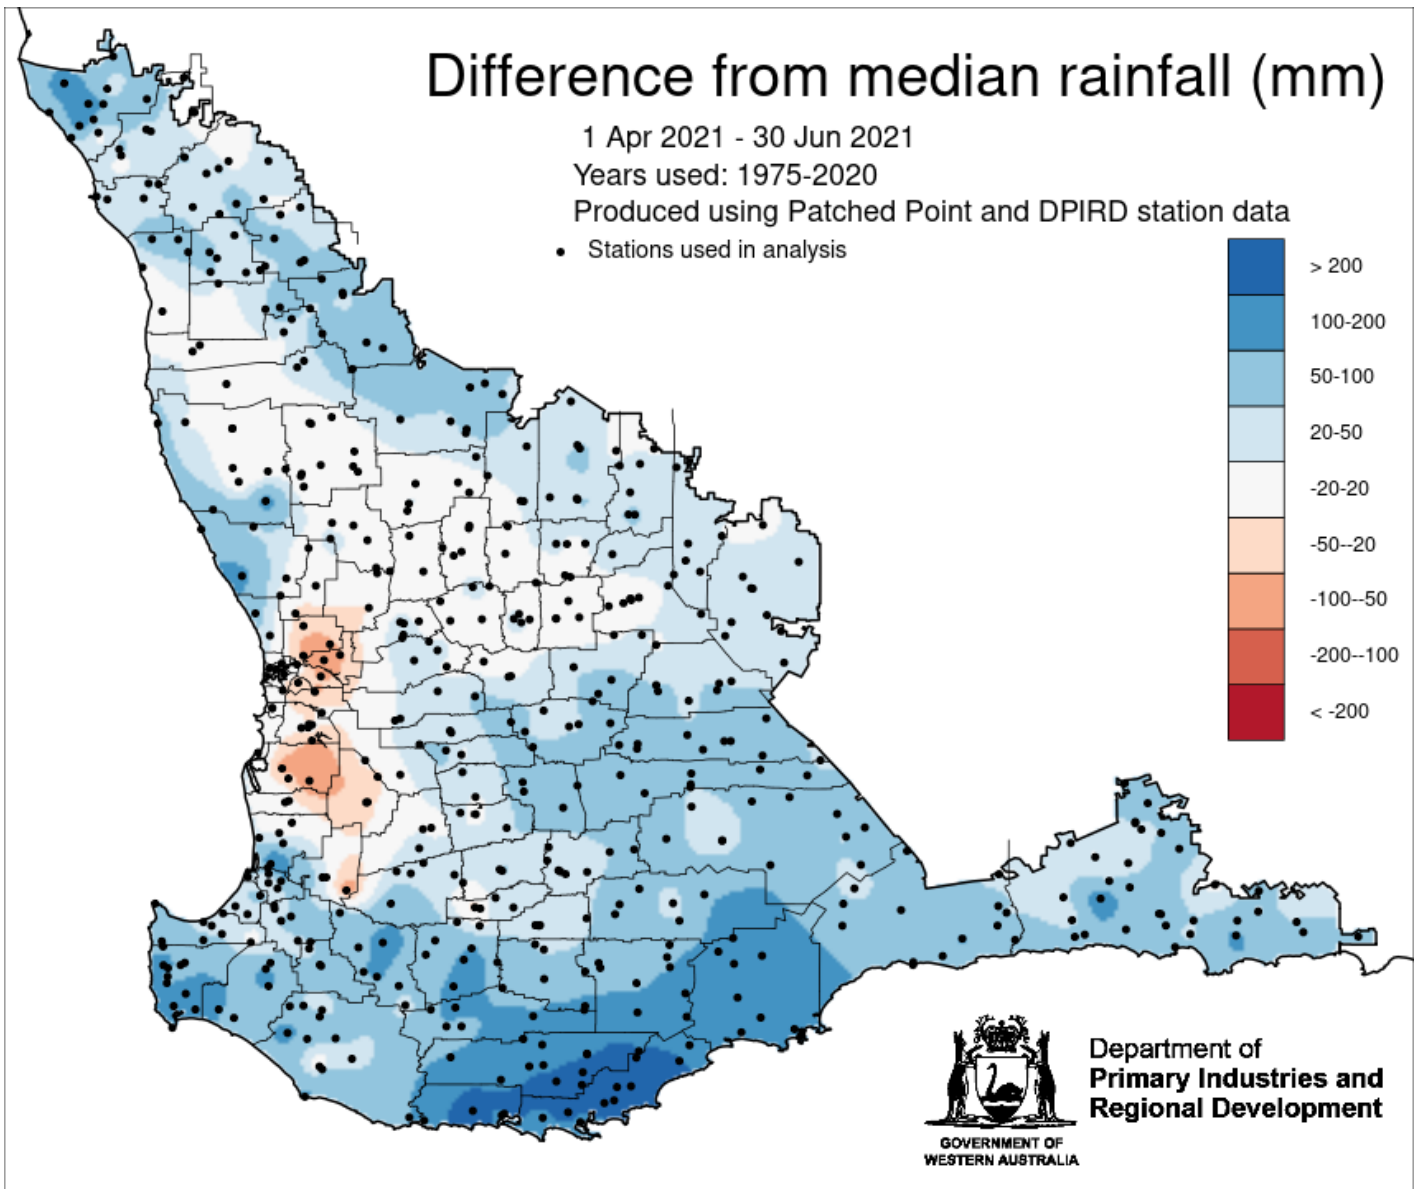 Difference from median rainfall (mm)
1 Apr 2021 - 30 Jun 2021
Years used: 1975-2020
Produced using Patched Point and DPIRD station data
Stations used in analysis
> 200
100-200
50-100
20-50
-20-20
-50--20
-100--50
-200--100
< -200
Department of
Primary Industries and
Regional Development
GOVERNMENT OF
WESTERN AUSTRALIA